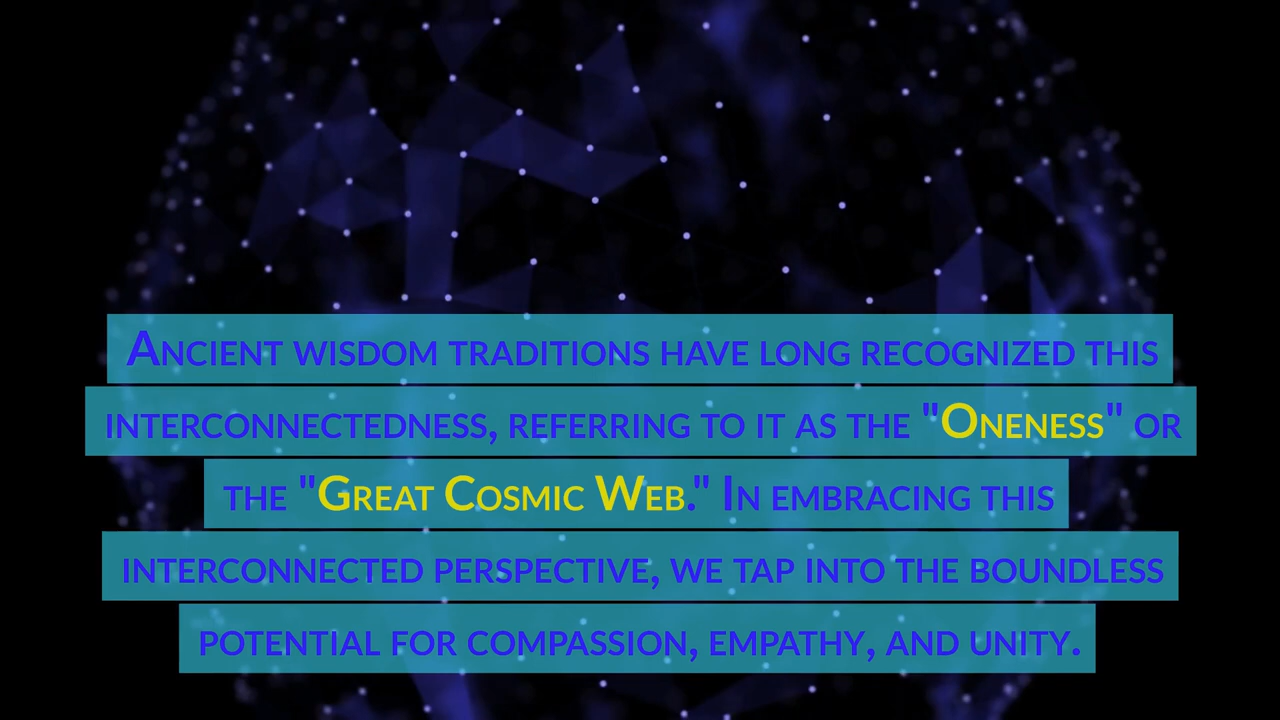 Ancient wisdom traditions have long recognized this
interconnectedness, referring to it as the "Oneness" or
the "Great Cosmic Web." In embracing this
interconnected perspective, we tap into the boundless
potential for compassion, empathy, and unity.